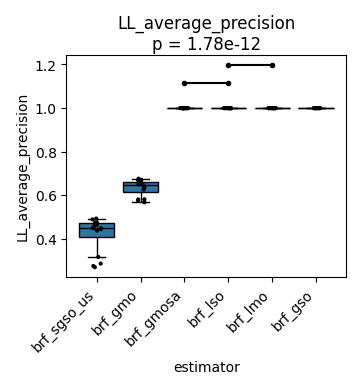 LL_average_precision
p = 1.78e-12
LL_average_precision
1.2
1.0
0.8
0.6
0.4
brf_sgso_us
brf_gmo
brf_gmosa
brf_lso
brf_lmo
brf_gso
estimator